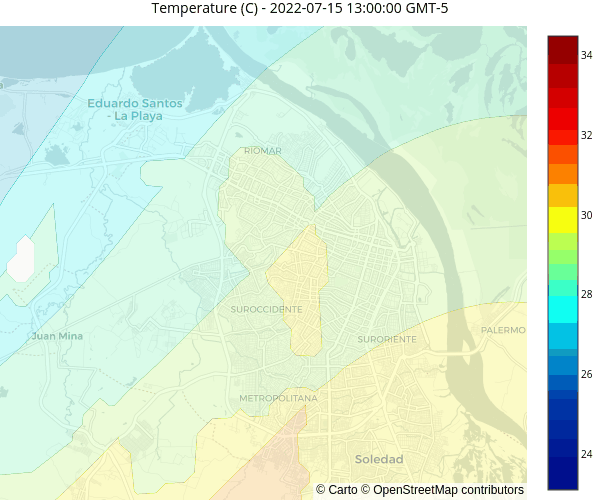 Temperature (C) - 2022-07-15 13:00:00 GMT-5
Eduardo Santos
- La Playa
RIOMAR
SUROCCIDENTE
Juan Mina
SURORIENTE
PALERMO
METROPOLITANA
Soledad
© Carto © OpenStreetMap contributors
34
32
30
28
26
24